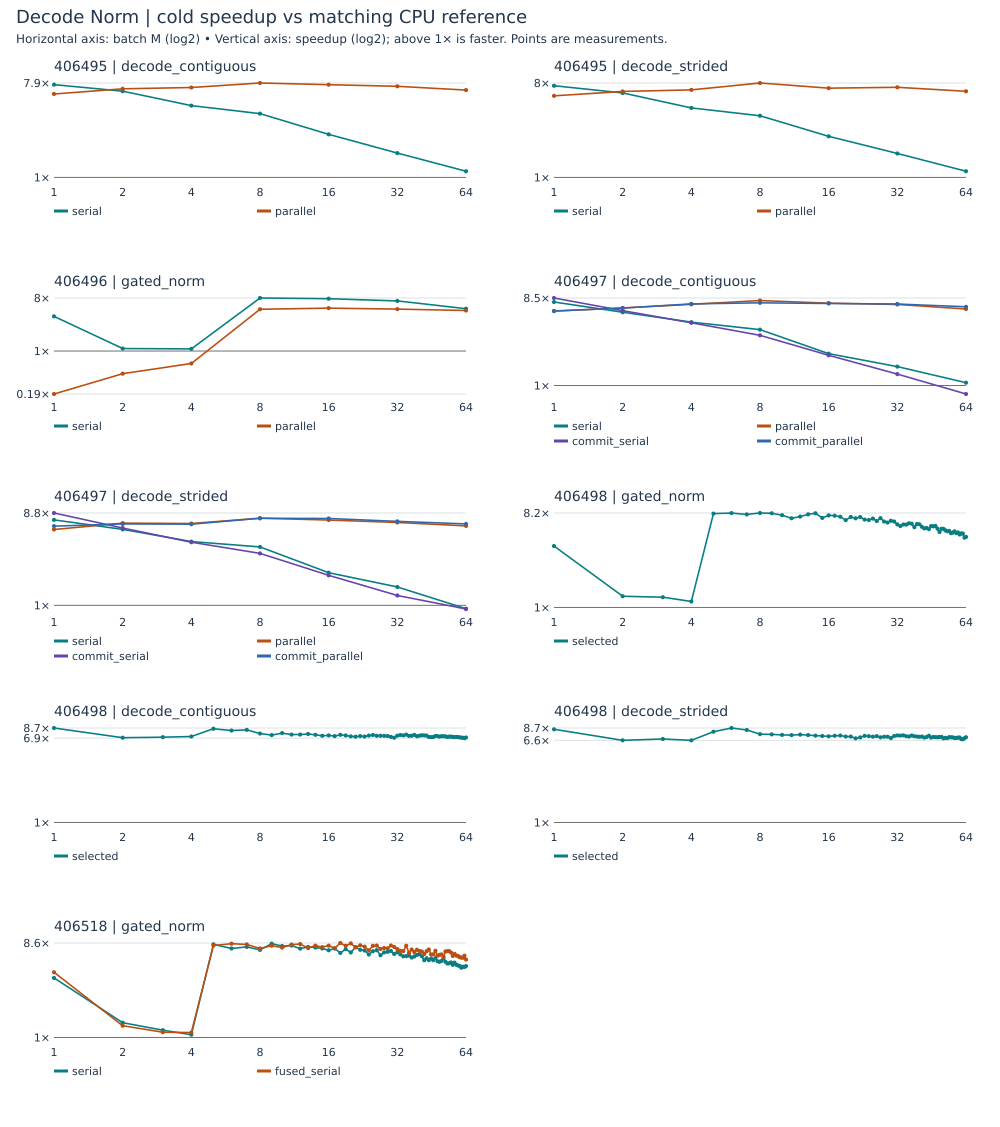 Decode Norm | cold speedup vs matching CPU reference
Horizontal axis: batch M (log2) • Vertical axis: speedup (log2); above 1× is faster. Points are measurements.
406495 | decode_contiguous
7.9×
1×
1 2 4 8 16 32 64
serial parallel
406495 | decode_strided
8×
1×
1 2 4 8 16 32 64
serial parallel
406496 | gated_norm
8×
1×
0.19×
1 2 4 8 16 32 64
serial parallel
406497 | decode_contiguous
8.5×
1×
1 2 4 8 16 32 64
serial parallel
commit_serial commit_parallel
406497 | decode_strided
8.8×
1×
1 2 4 8 16 32 64
serial parallel
commit_serial commit_parallel
406498 | gated_norm
8.2×
1×
1 2 4 8 16 32 64
selected
406498 | decode_contiguous
8.7×
6.9×
1×
1 2 4 8 16 32 64
selected
406498 | decode_strided
8.7×
6.6×
1×
1 2 4 8 16 32 64
selected
406518 | gated_norm
8.6×
1×
1 2 4 8 16 32 64
serial fused_serial